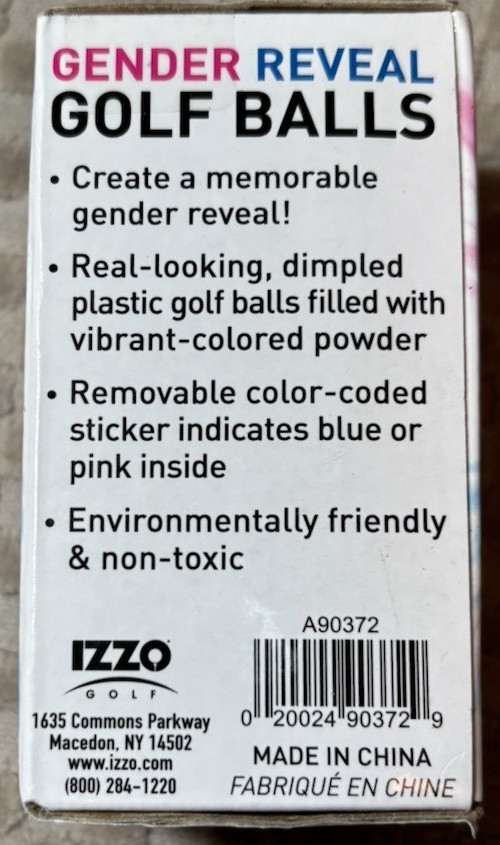 GENDER REVEAL
GOLF BALLS
• Create a memorable
gender reveal!
• Real-looking, dimpled
plastic golf balls filled with
vibrant-colored powder
• Removable color-coded
sticker indicates blue or
pink inside
• Environmentally friendly
& non-toxic
IZZO
GOLF
1635 Commons Parkway
Macedon, NY 14502
www.izzo.com
(800) 284-1220
A90372
0 20024 90372 9
MADE IN CHINA
FABRIQUÉ EN CHINE